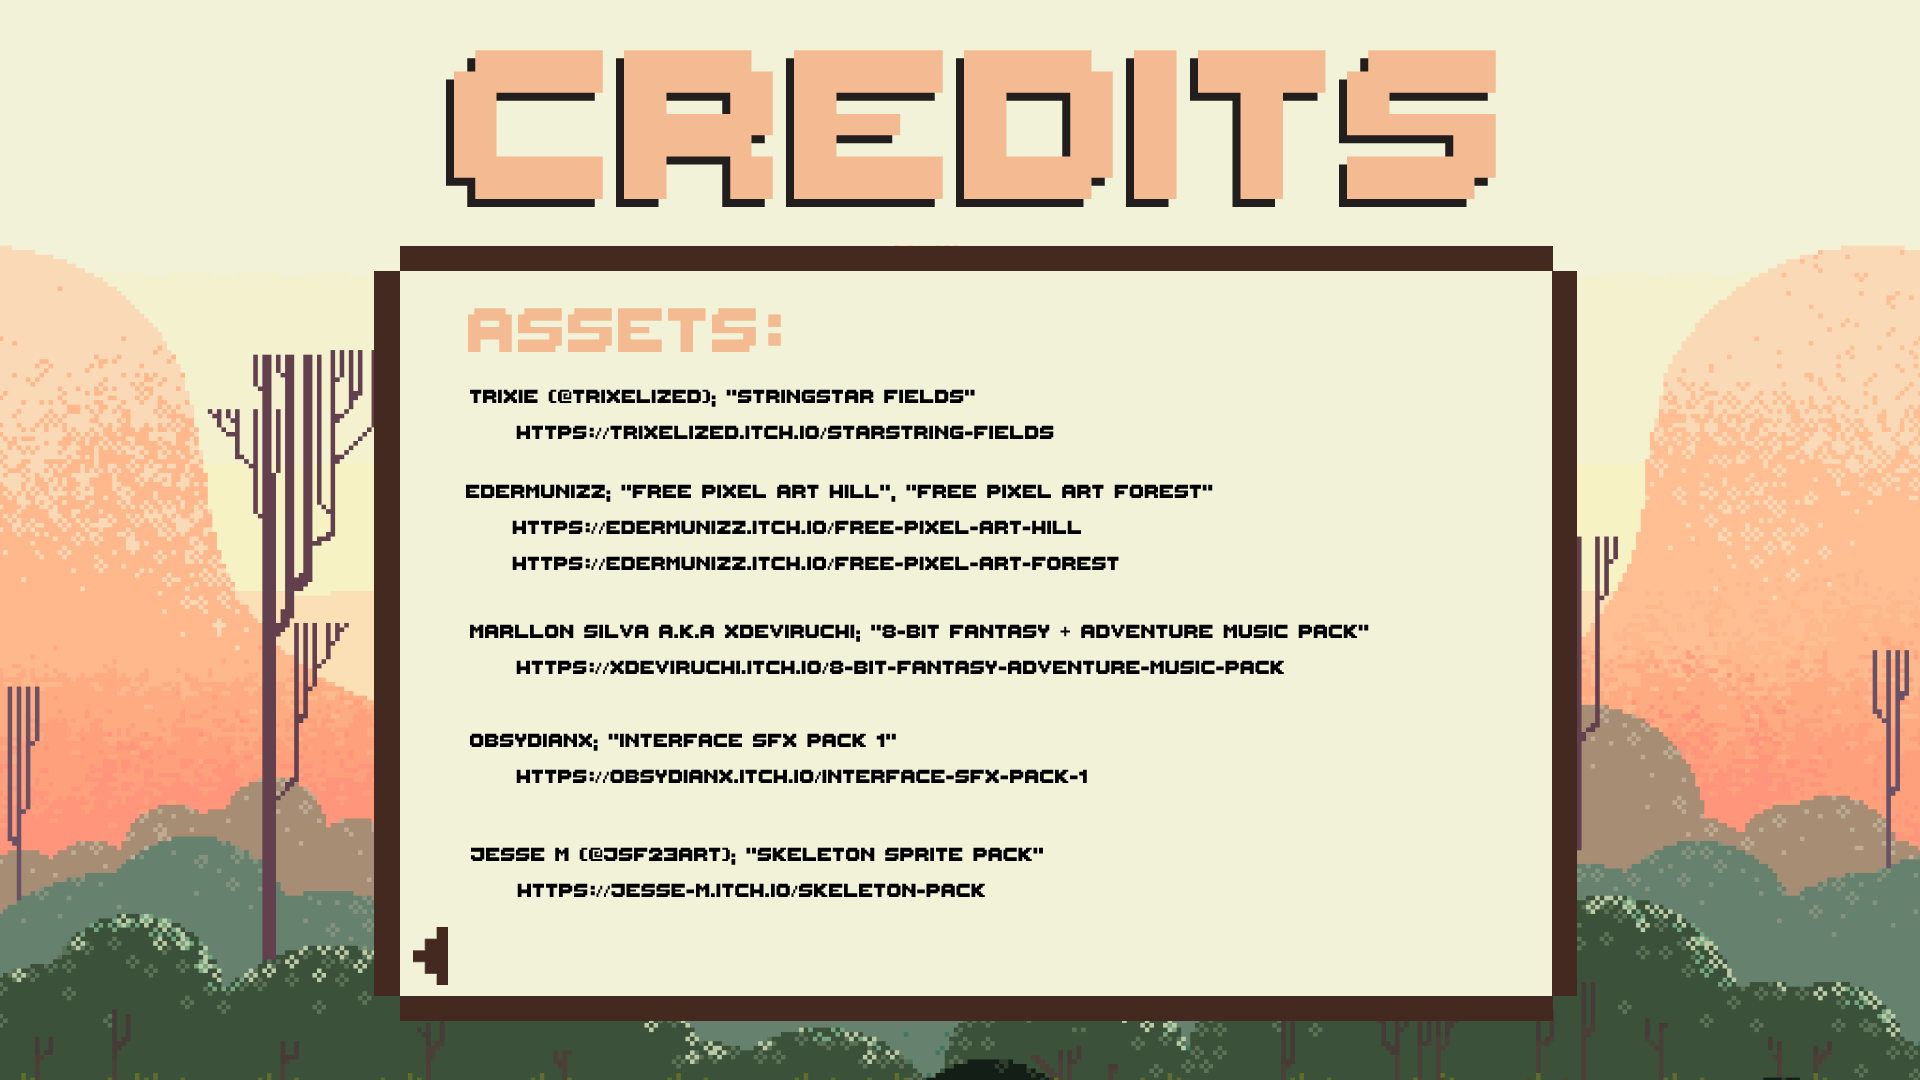 CREDITS
ASSETS:
TRIXIE (@TRIXELIZED); "STRINGSTAR FIELDS"
HTTPS://TRIXELIZED.ITCH.IO/STARSTRING-FIELDS
EDERMUNIZZ; "FREE PIXEL ART HILL", "FREE PIXEL ART FOREST"
HTTPS://EDERMUNIZZ.ITCH.IO/FREE-PIXEL-ART-HILL
HTTPS://EDERMUNIZZ.ITCH.IO/FREE-PIXEL-ART-FOREST
MARLLON SILVA A.K.A XDEVIRUCHI; "8-BIT FANTASY + ADVENTURE MUSIC PACK"
HTTPS://XDEVIRUCHI.ITCH.IO/8-BIT-FANTASY-ADVENTURE-MUSIC-PACK
OBSYDIANX; "INTERFACE SFX PACK 1"
HTTPS://OBSYDIANX.ITCH.IO/INTERFACE-SFX-PACK-1
JESSE M (@JSF23ART); "SKELETON SPRITE PACK"
HTTPS://JESSE-M.ITCH.IO/SKELETON-PACK